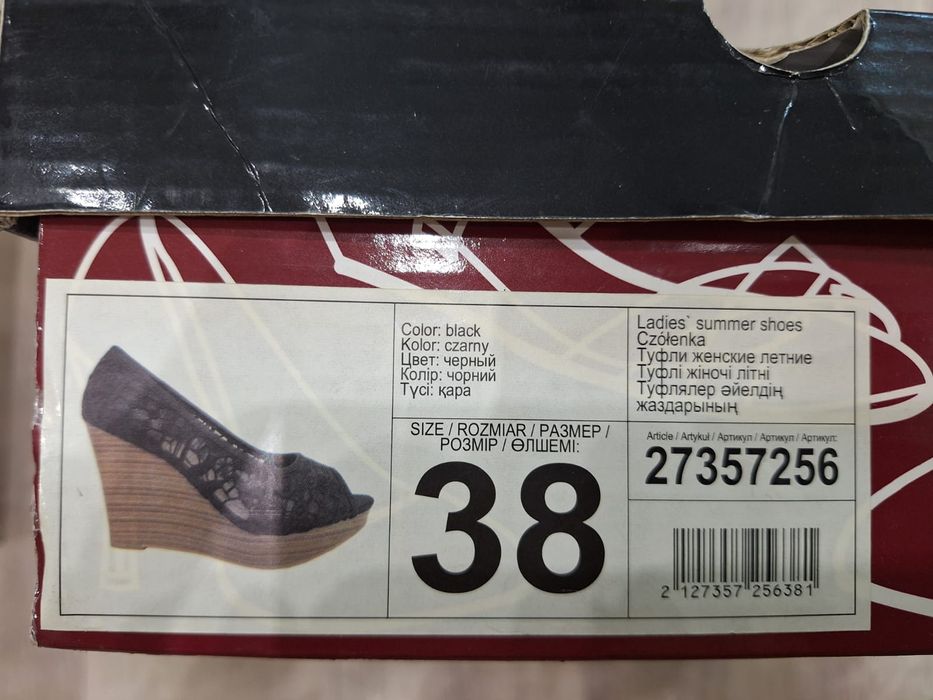 Color: black
Kolor: czarny
Цвет: черный
Колір: чорний
Түсі: қара
SIZE / ROZMIAR / РАЗМЕР /
РОЗМІР / ӨЛШЕМІ:
38
Ladies` summer shoes
Czółenka
Туфли женские летние
Туфлі жіночі літні
Туфлялер әйелдің
жаздарының
Article / Artykuł / Артикул / Артикул / Артикул:
27357256
2 127357 256381